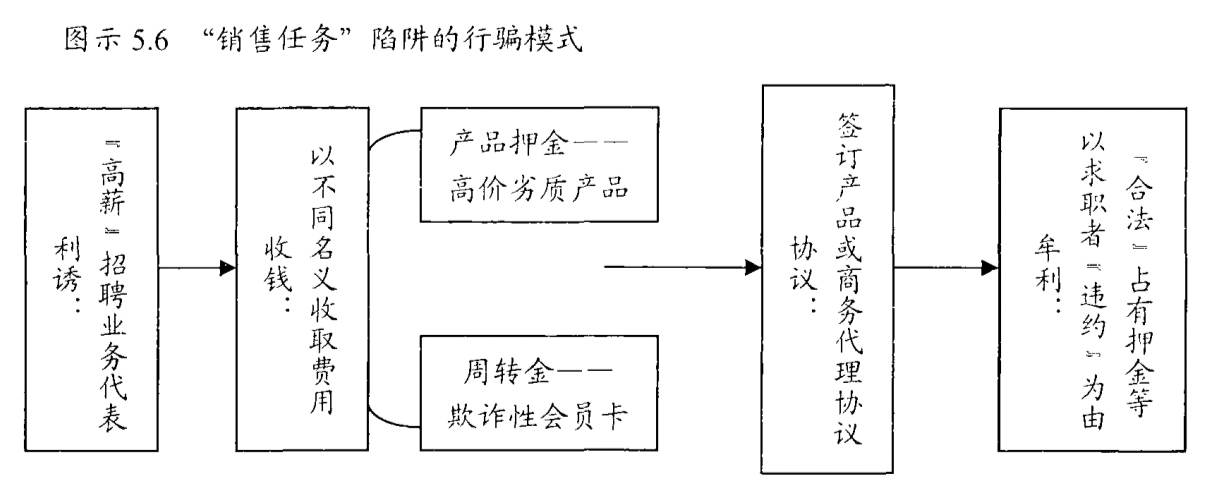 图示 5.6 “销售任务”陷阱的行骗模式
利诱：
『高薪』招聘业务代表
收钱：
以不同名义收取费用
产品押金——
高价劣质产品
周转金——
欺诈性会员卡
协议：
签订产品或商务代理协议
牟利：
以求职者『违约』为由
『合法』占有押金等